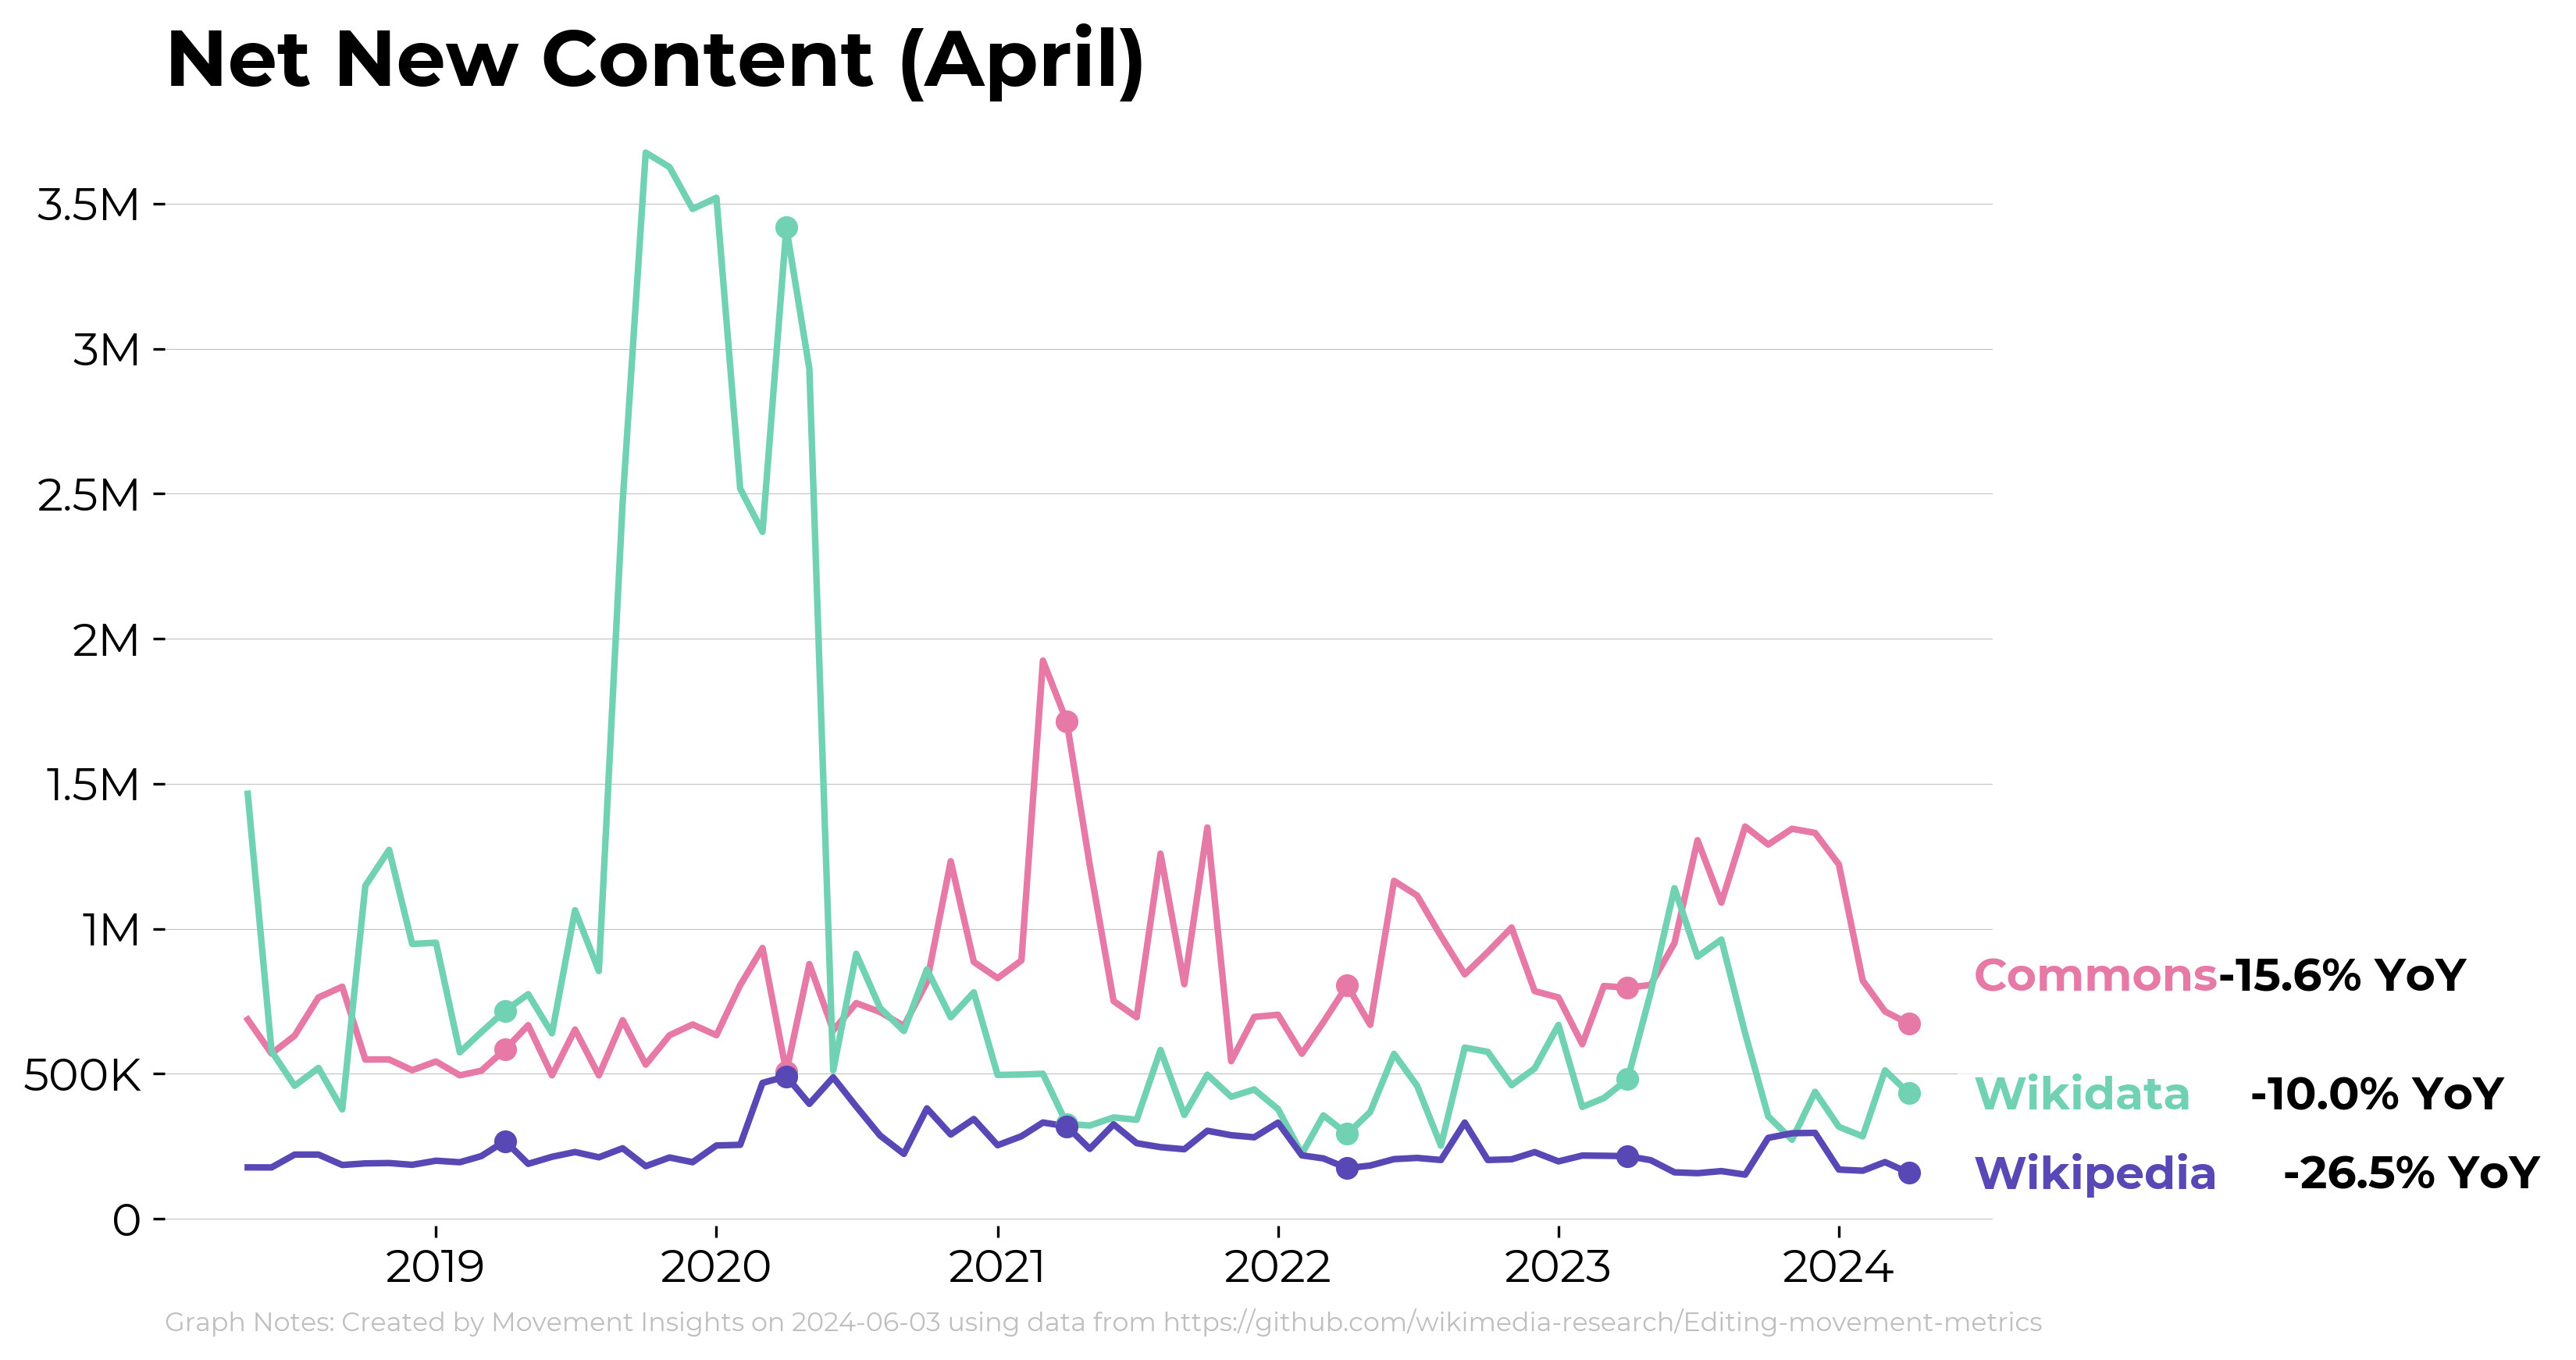 Net New Content (April)
3.5M
3M
2.5M
2M
1.5M
1M
500K
0
Commons -15.6% YoY
Wikidata -10.0% YoY
Wikipedia -26.5% YoY
2019 2020 2021 2022 2023 2024
Graph Notes: Created by Movement Insights on 2024-06-03 using data from https://github.com/wikimedia-research/Editing-movement-metrics